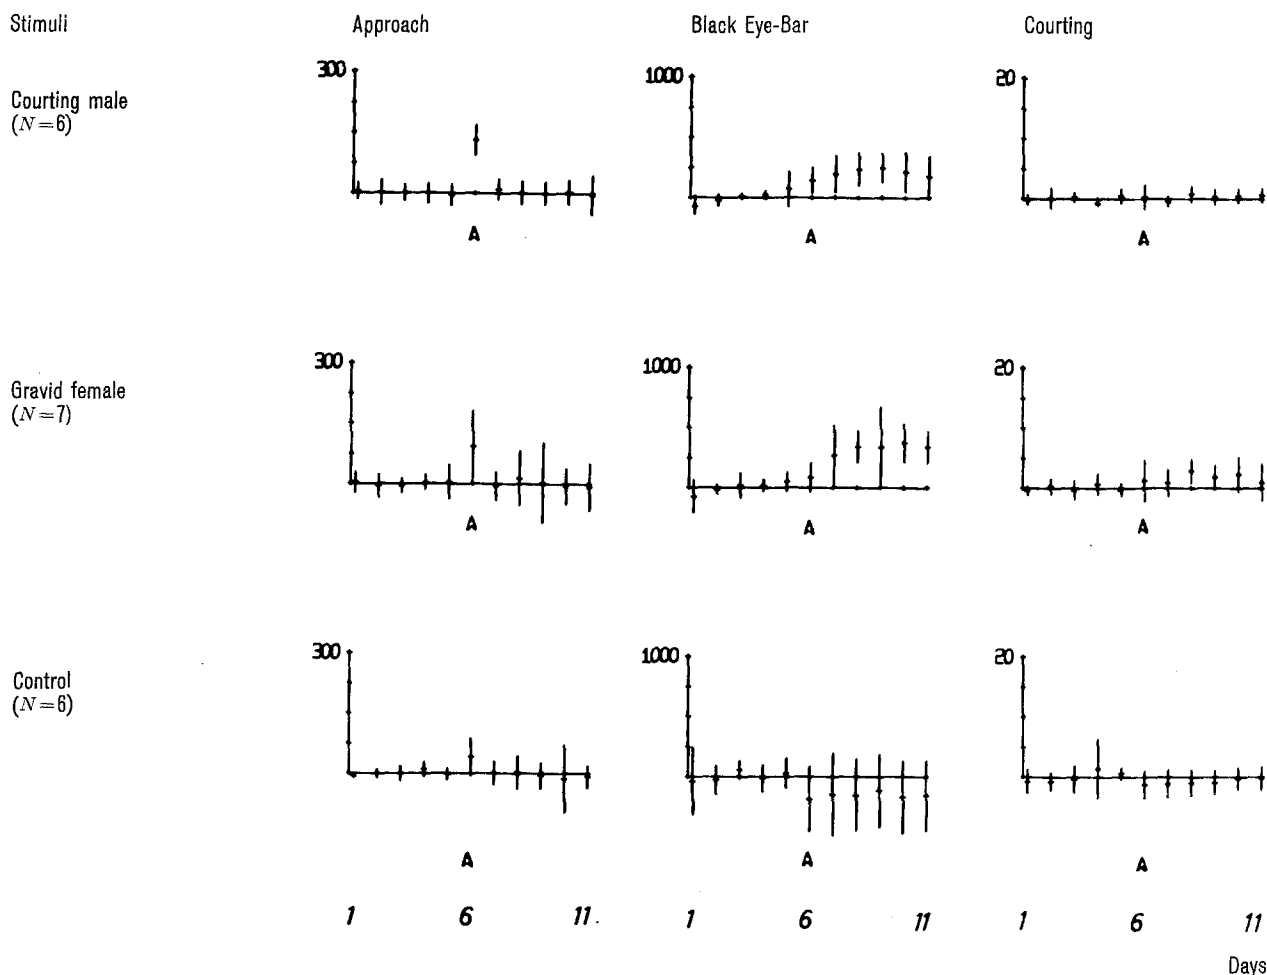 Stimuli Approach Black Eye-Bar Courting
Courting male
(N=6)
300 1000 20
A A A
Gravid female
(N=7)
300 1000 20
A A A
Control
(N=6)
300 1000 20
A A A
1 6 11 1 6 11 1 6 11
Days